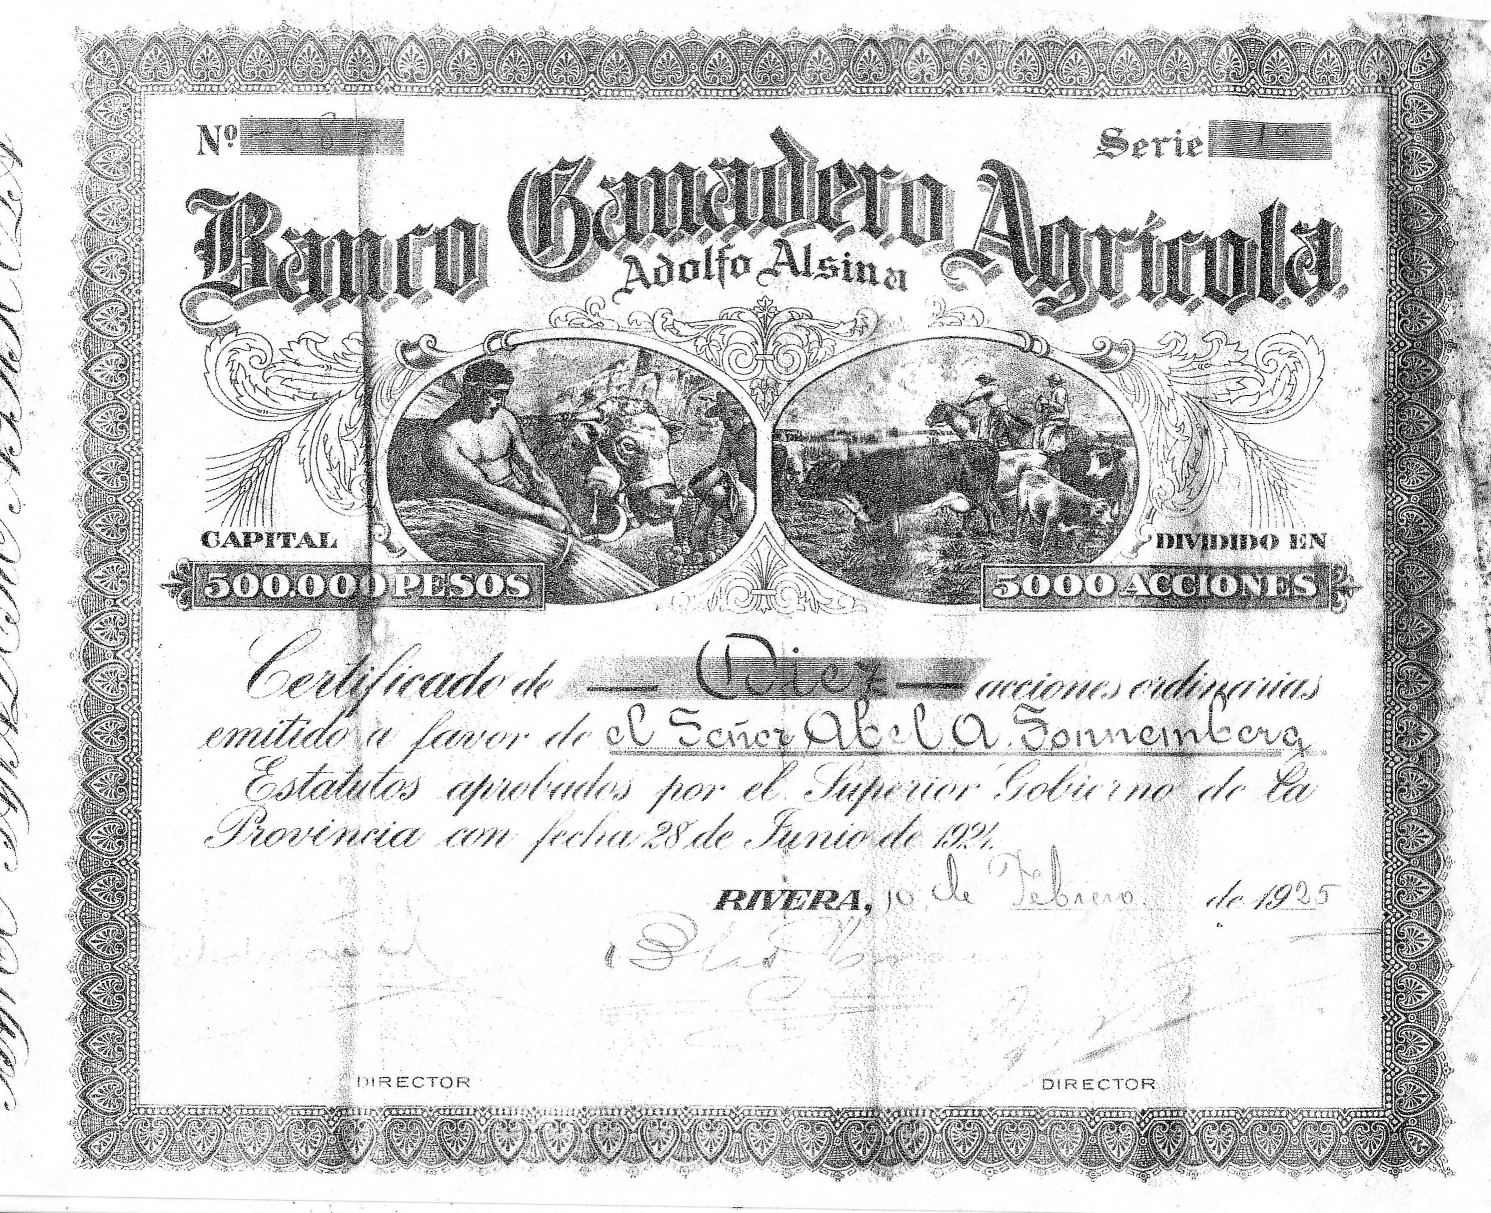 Nº
Serie 1ª
Banco Ganadero Agrícola
Adolfo Alsina
CAPITAL
500.000 PESOS
DIVIDIDO EN
5000 ACCIONES
Certificado de — Diez — acciones ordinarias
emitido a favor de el Señor Abel A. Sonnemberg
Estatutos aprobados por el Superior Gobierno de la
Provincia con fecha 28 de Junio de 1924.
RIVERA, 10 de Febrero de 1925
DIRECTOR
DIRECTOR